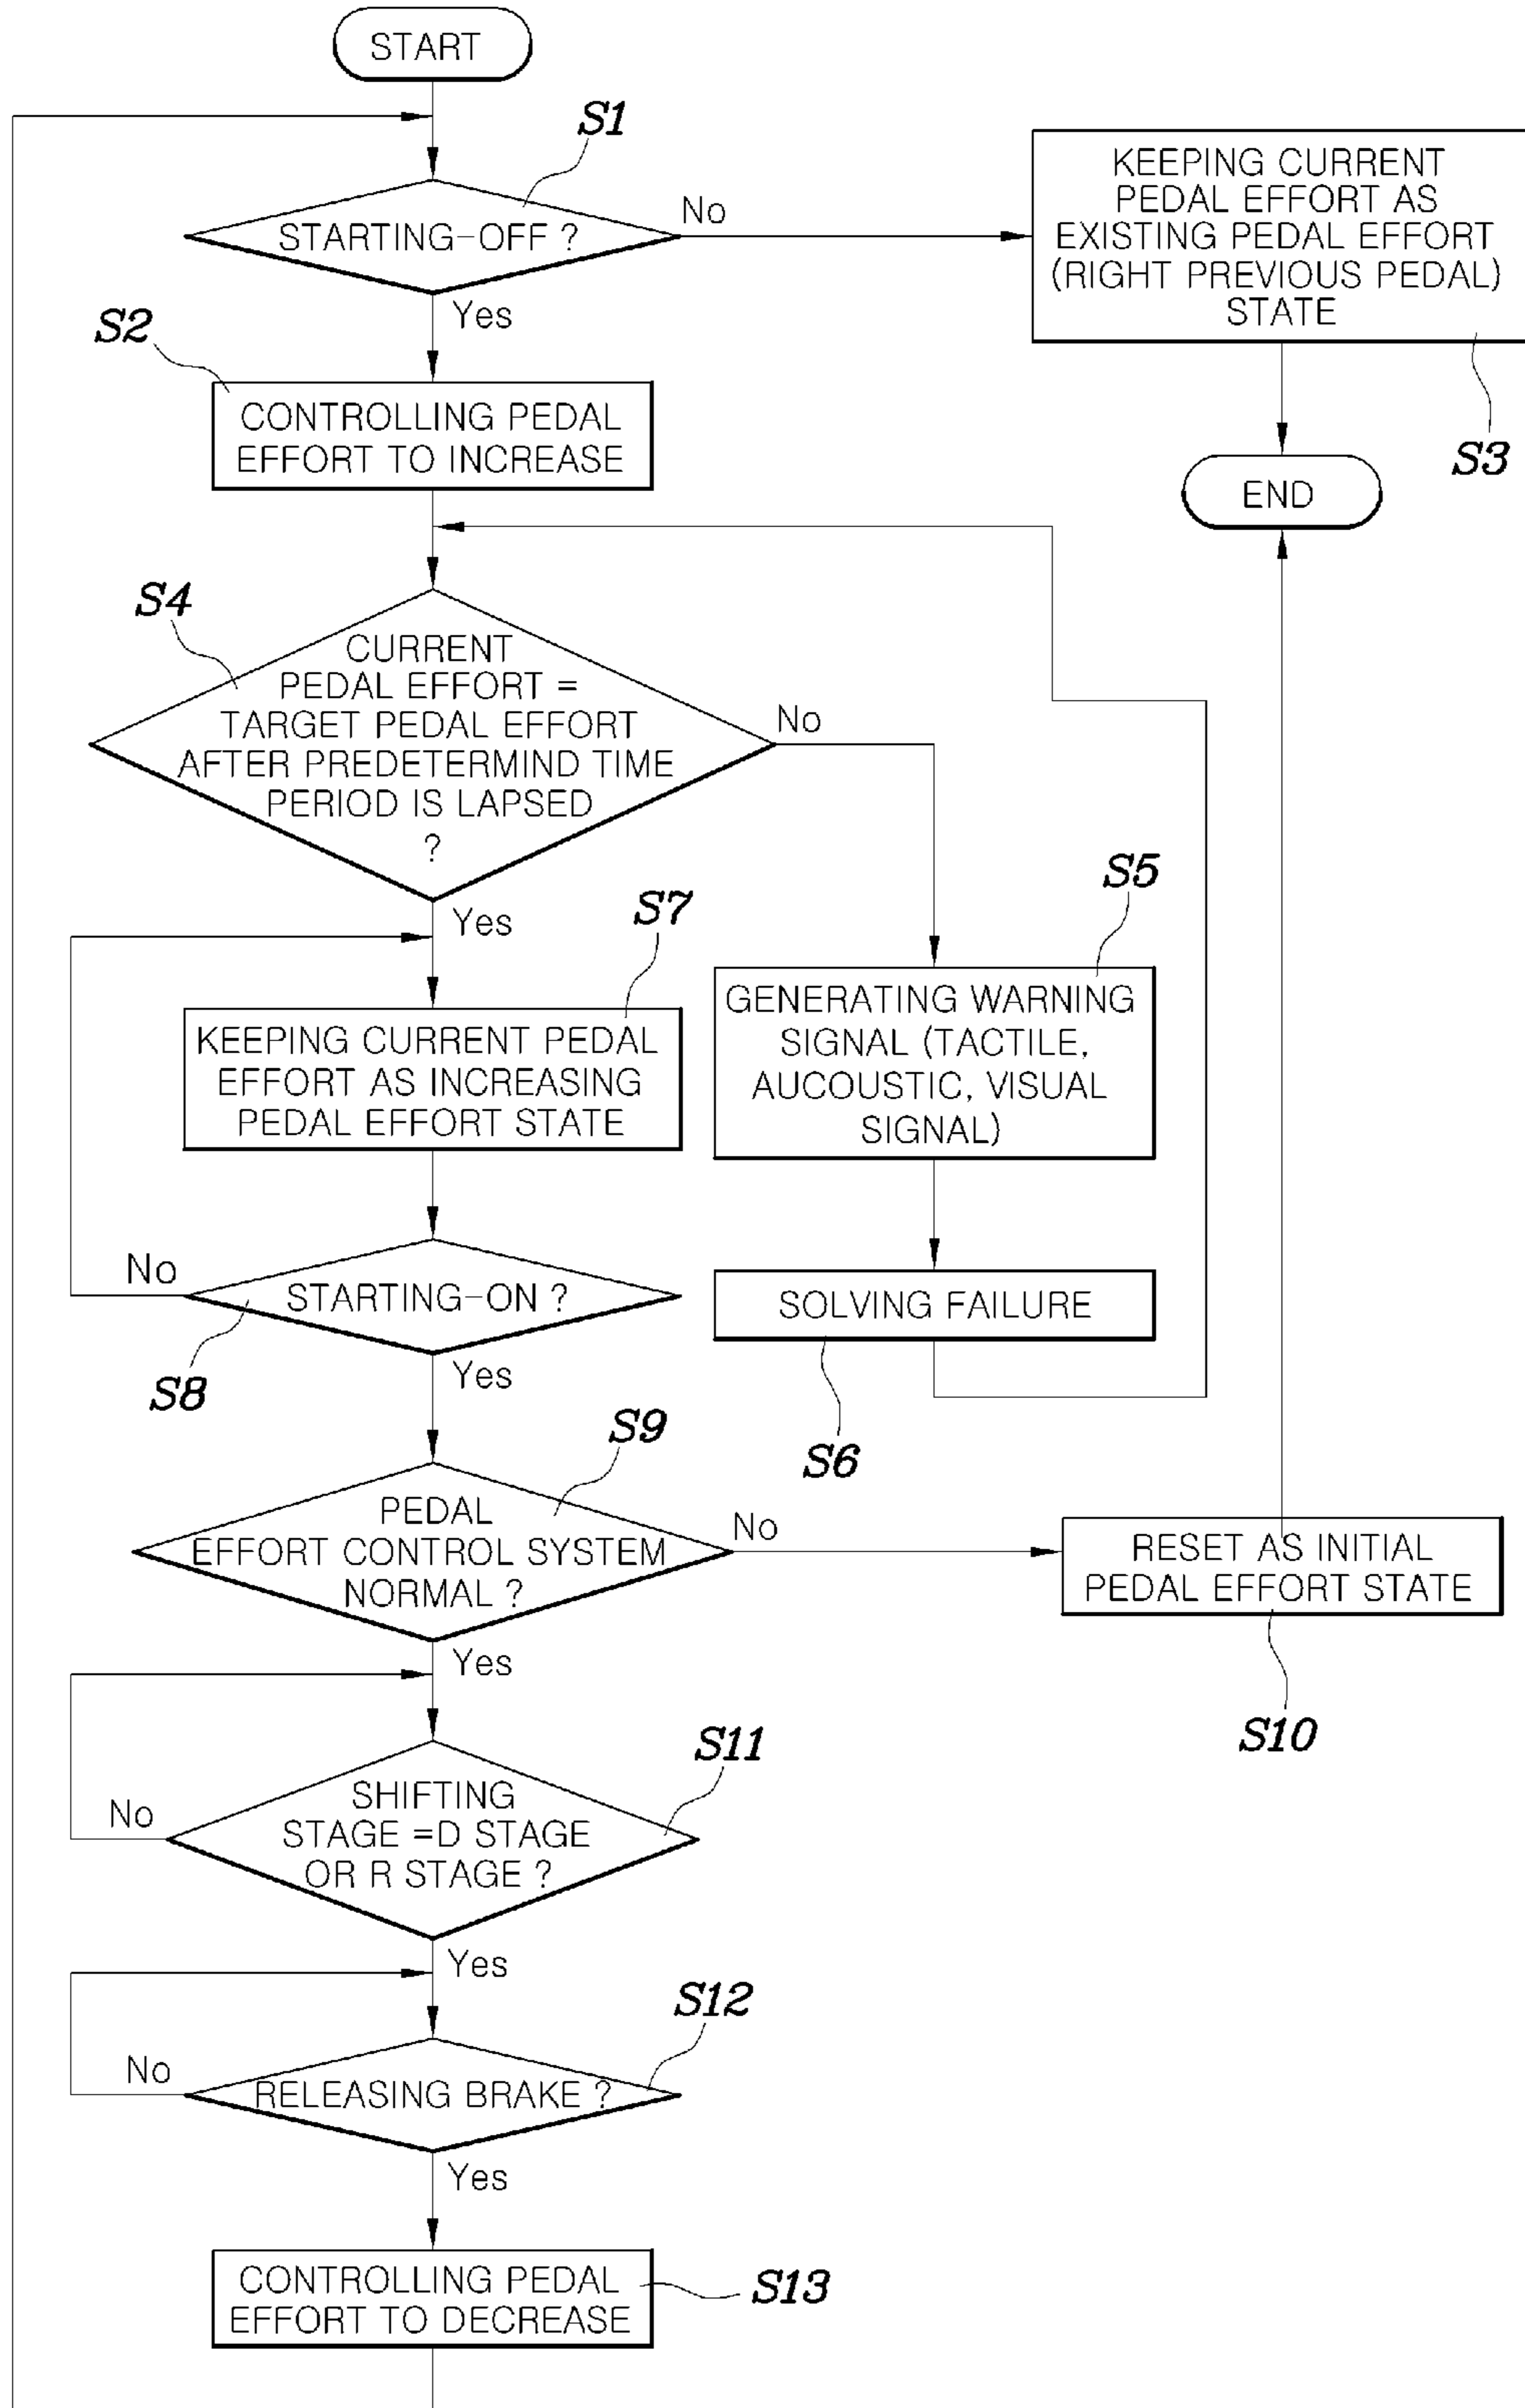 START
S1
STARTING-OFF ?
No
Yes
KEEPING CURRENT
PEDAL EFFORT AS
EXISTING PEDAL EFFORT
(RIGHT PREVIOUS PEDAL)
STATE
S3
END
S2
CONTROLLING PEDAL
EFFORT TO INCREASE
S4
CURRENT
PEDAL EFFORT =
TARGET PEDAL EFFORT
AFTER PREDETERMIND TIME
PERIOD IS LAPSED
?
No
Yes
S7
KEEPING CURRENT PEDAL
EFFORT AS INCREASING
PEDAL EFFORT STATE
S5
GENERATING WARNING
SIGNAL (TACTILE,
AUCOUSTIC, VISUAL
SIGNAL)
No
STARTING-ON ?
S8
Yes
SOLVING FAILURE
S6
S9
PEDAL
EFFORT CONTROL SYSTEM
NORMAL ?
No
Yes
RESET AS INITIAL
PEDAL EFFORT STATE
S10
S11
SHIFTING
STAGE =D STAGE
OR R STAGE ?
No
Yes
S12
No
RELEASING BRAKE ?
Yes
CONTROLLING PEDAL
EFFORT TO DECREASE
S13